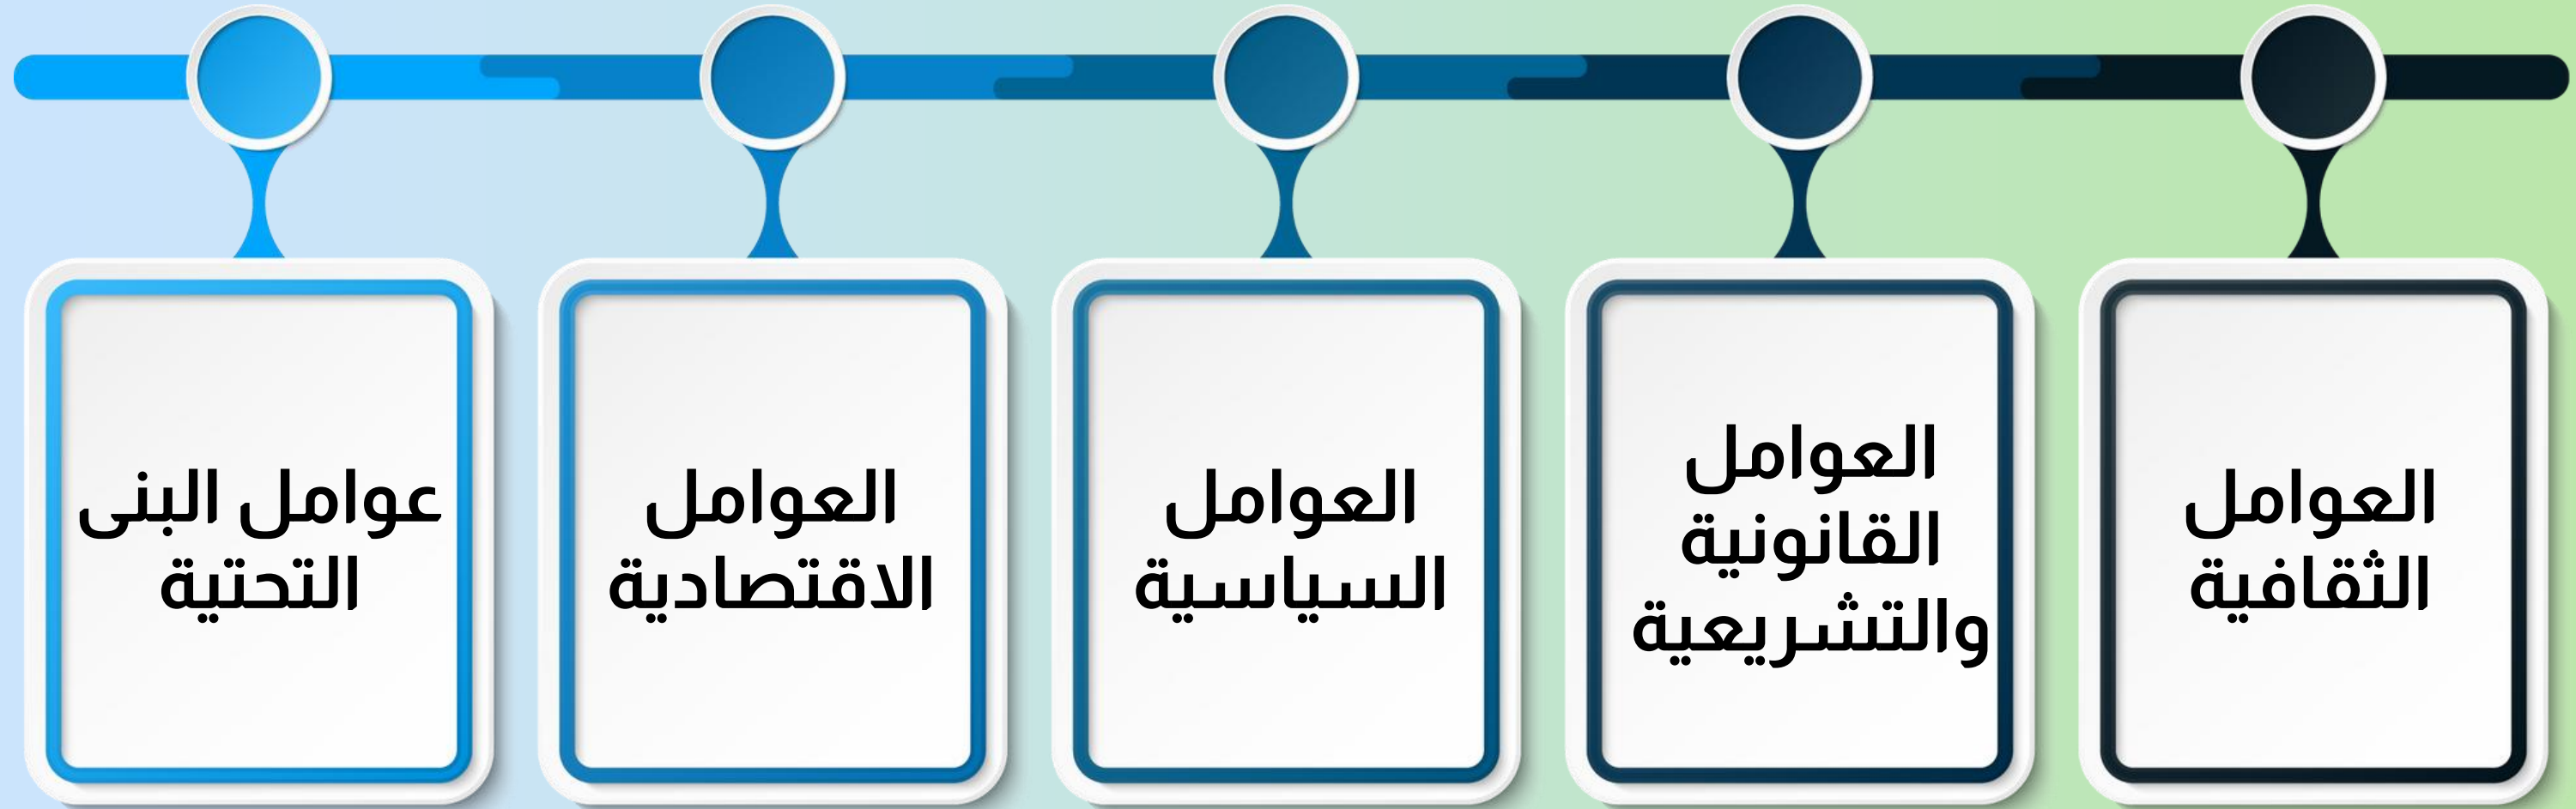 العوامل
الثقافية
العوامل
القانونية
والتشريعية
العوامل
السياسية
العوامل
الاقتصادية
عوامل البنى
التحتية